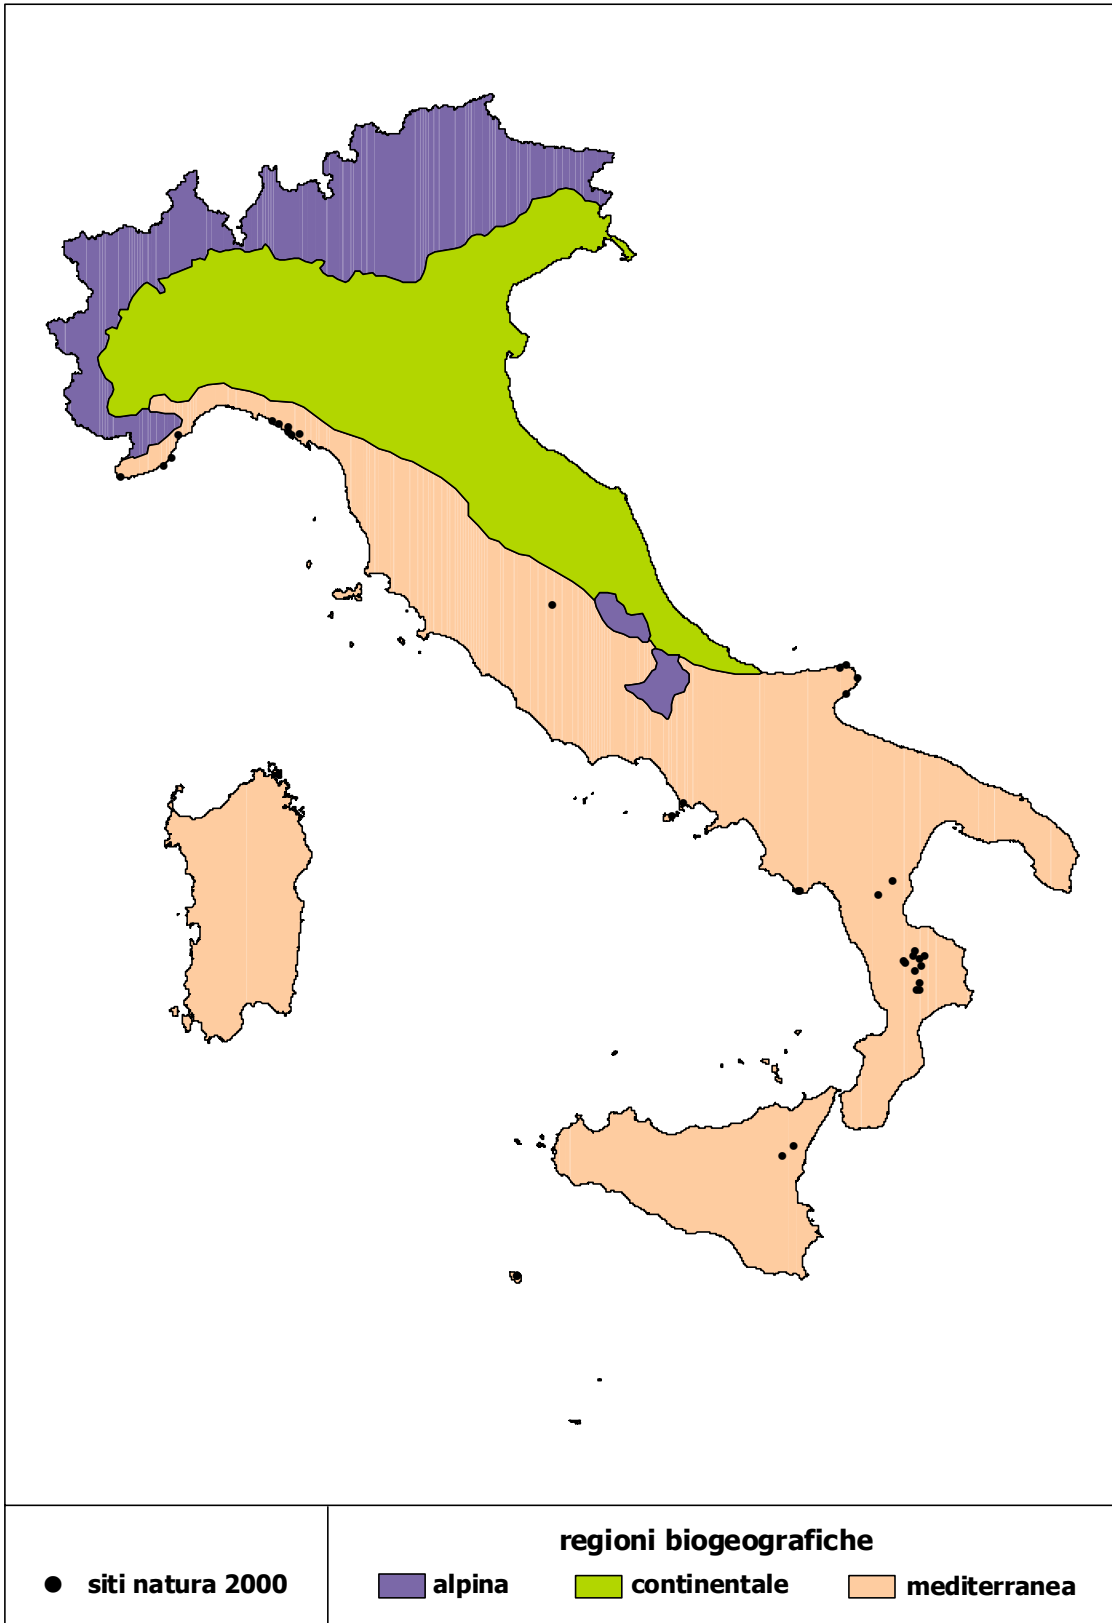 regioni biogeografiche
siti natura 2000
alpina
continentale
mediterranea